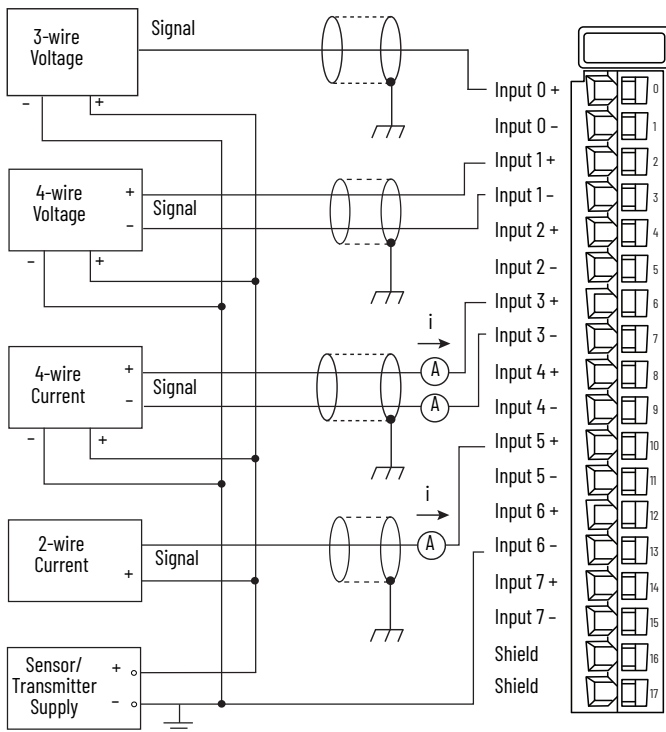 3-wire
Voltage
Signal
–
+
4-wire
Voltage
+
–
Signal
–
+
4-wire
Current
+
–
Signal
–
+
2-wire
Current
Signal
+
Sensor/
Transmitter
Supply
+
–
i
A
A
i
A
Input 0 +
Input 0 –
Input 1 +
Input 1 –
Input 2 +
Input 2 –
Input 3 +
Input 3 –
Input 4 +
Input 4 –
Input 5 +
Input 5 –
Input 6 +
Input 6 –
Input 7 +
Input 7 –
Shield
Shield
0
1
2
3
4
5
6
7
8
9
10
11
12
13
14
15
16
17